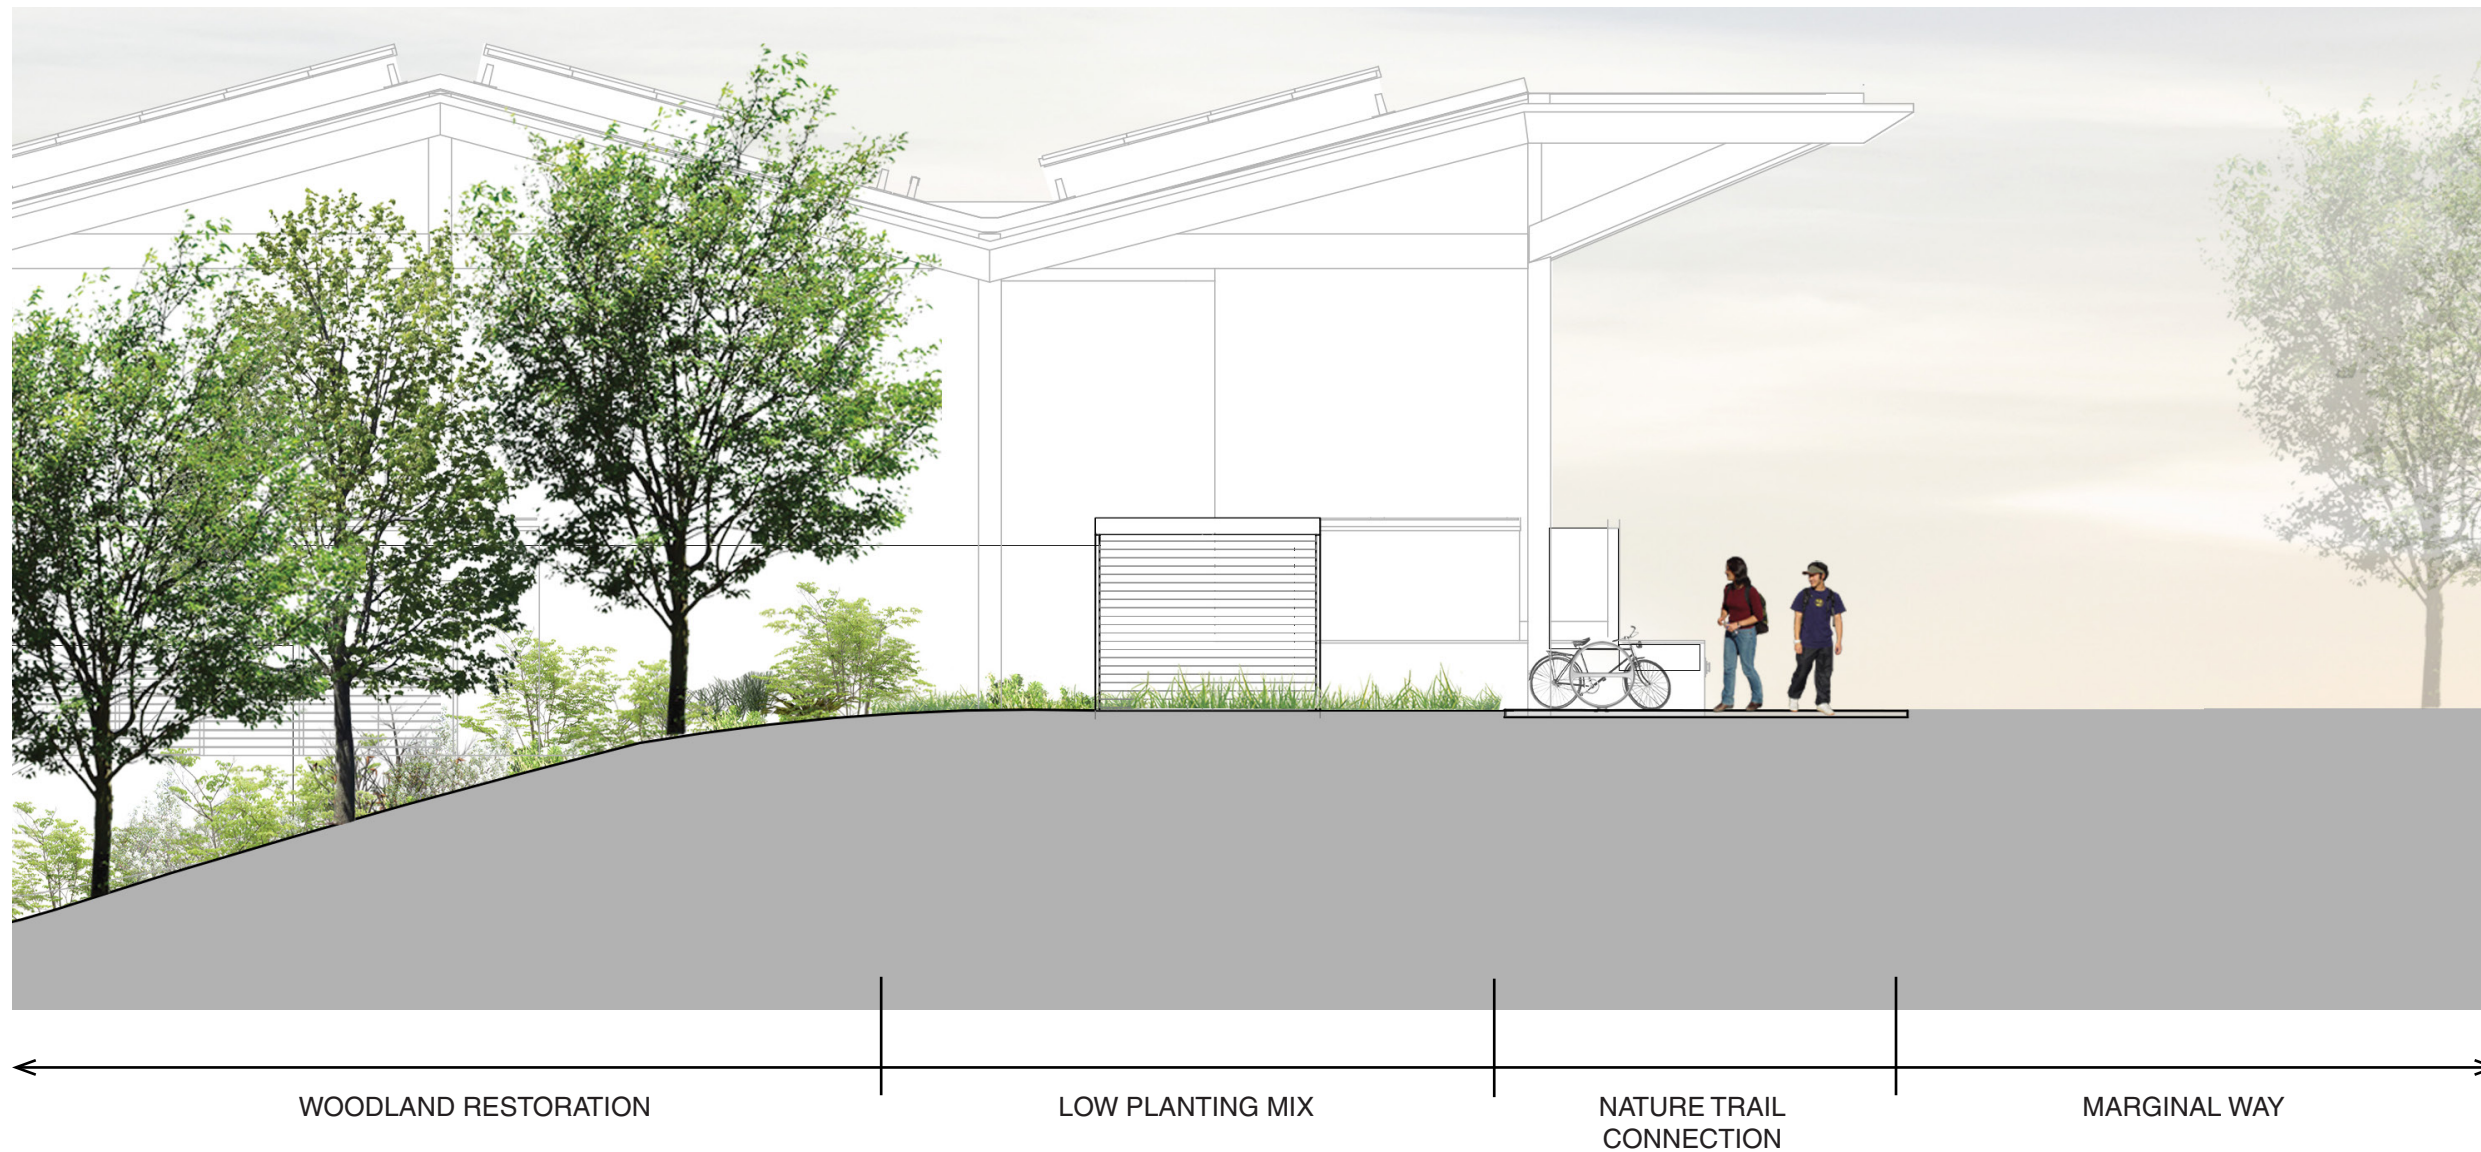 WOODLAND RESTORATION
LOW PLANTING MIX
NATURE TRAIL
CONNECTION
MARGINAL WAY